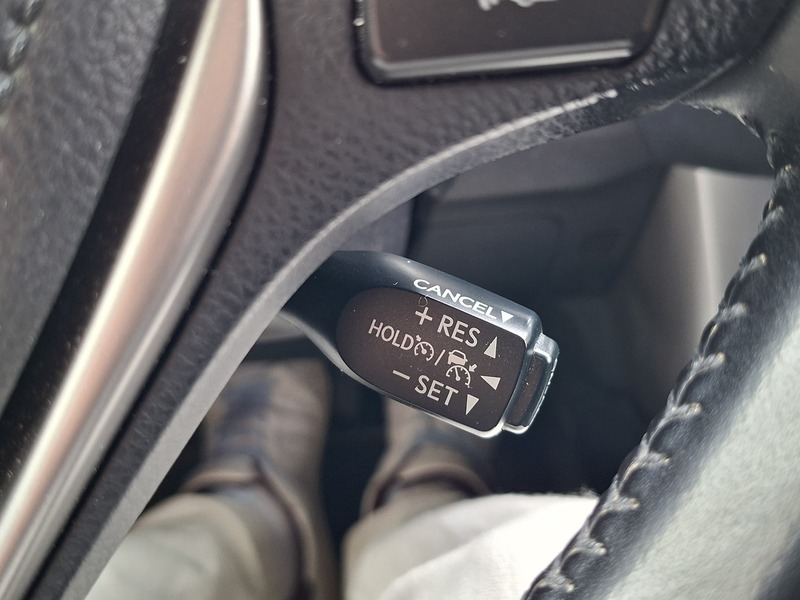 CANCEL▼
+ RES ▲
HOLD /  ◀
− SET ▼